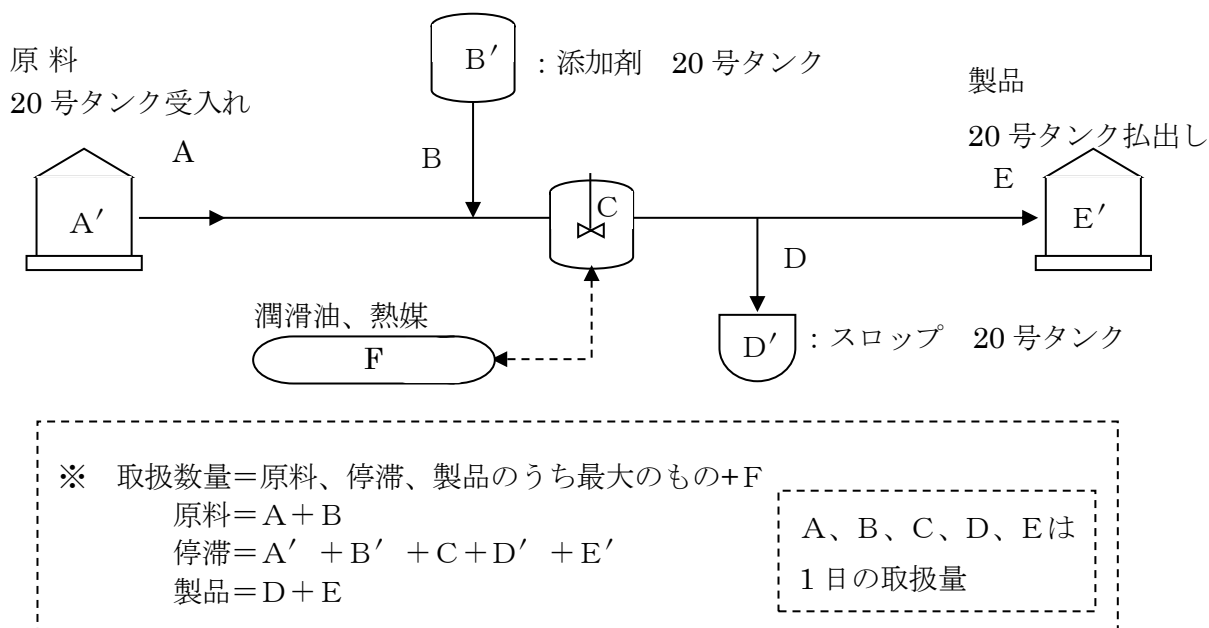 原 料
20 号タンク受入れ
A
A′
B′
：添加剤　20 号タンク
B
C
製品
20 号タンク払出し
E
E′
D
D′
：スロップ　20 号タンク
潤滑油、熱媒
F
※　取扱数量＝原料、停滞、製品のうち最大のもの+F
原料＝A＋B
停滞＝A′ ＋B′ ＋C＋D′ ＋E′
製品＝D＋E
A、B、C、D、Eは
1 日の取扱量